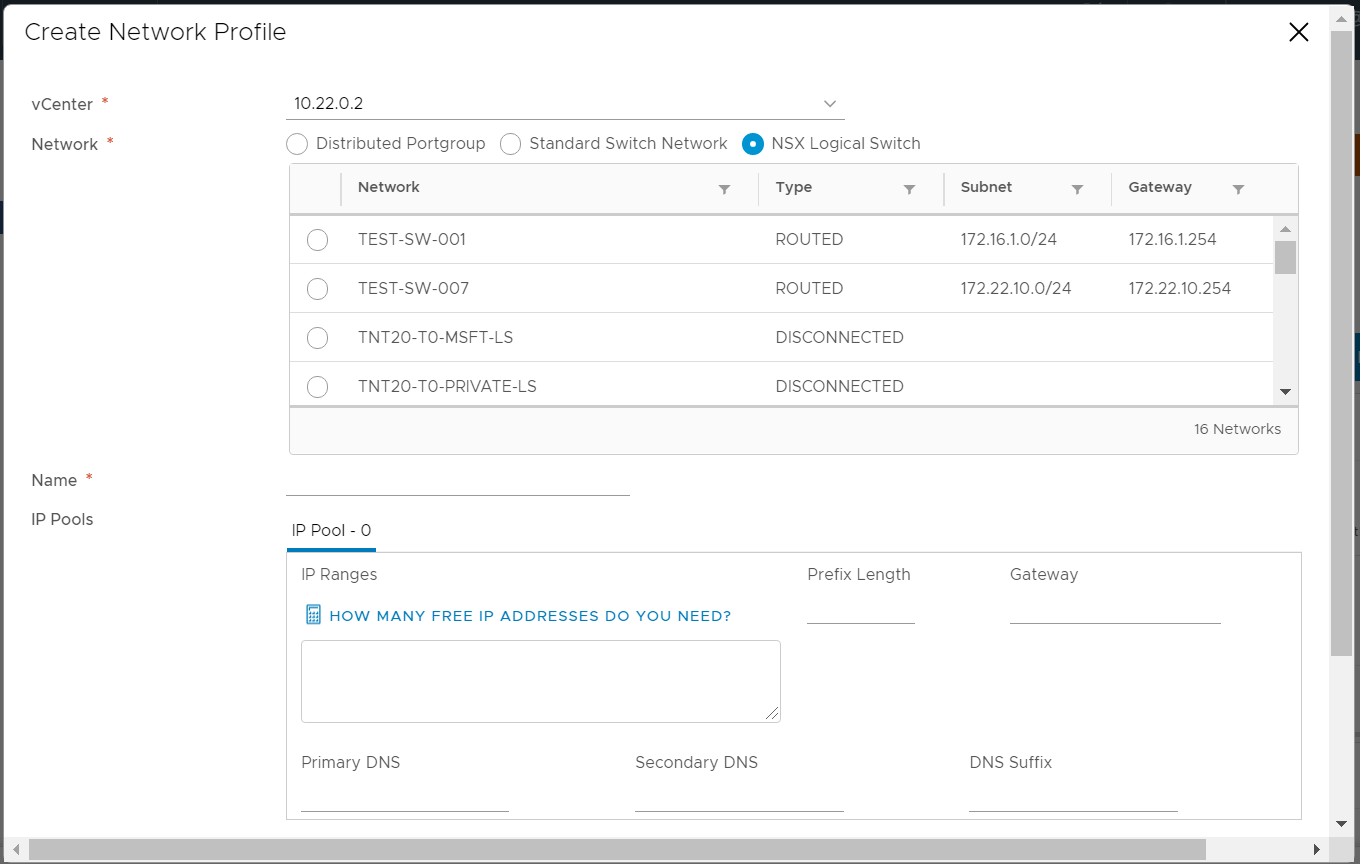 Create Network Profile
vCenter *
10.22.0.2
Network *
Distributed Portgroup Standard Switch Network NSX Logical Switch
Network Type Subnet Gateway
TEST-SW-001 ROUTED 172.16.1.0/24 172.16.1.254
TEST-SW-007 ROUTED 172.22.10.0/24 172.22.10.254
TNT20-T0-MSFT-LS DISCONNECTED
TNT20-T0-PRIVATE-LS DISCONNECTED
16 Networks
Name *
IP Pools
IP Pool - 0
IP Ranges Prefix Length Gateway
HOW MANY FREE IP ADDRESSES DO YOU NEED?
Primary DNS Secondary DNS DNS Suffix